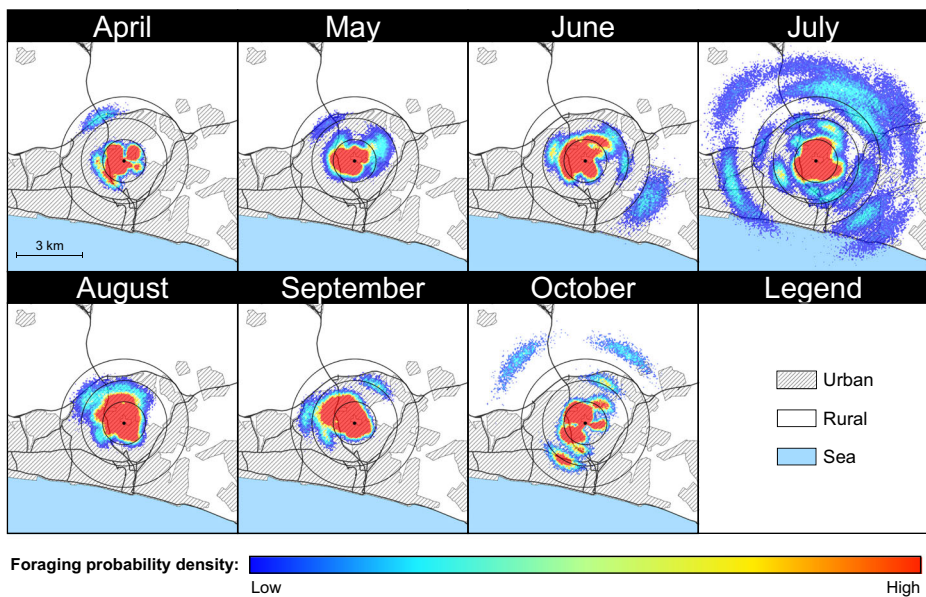 April May June July
3 km
August September October Legend
Urban
Rural
Sea
Foraging probability density:
Low High